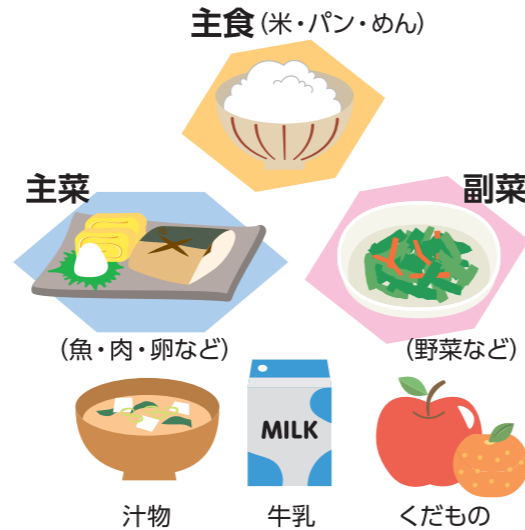 主食(米・パン・めん)
主菜
副菜
(魚・肉・卵など)
(野菜など)
MILK
汁物
牛乳
くだもの